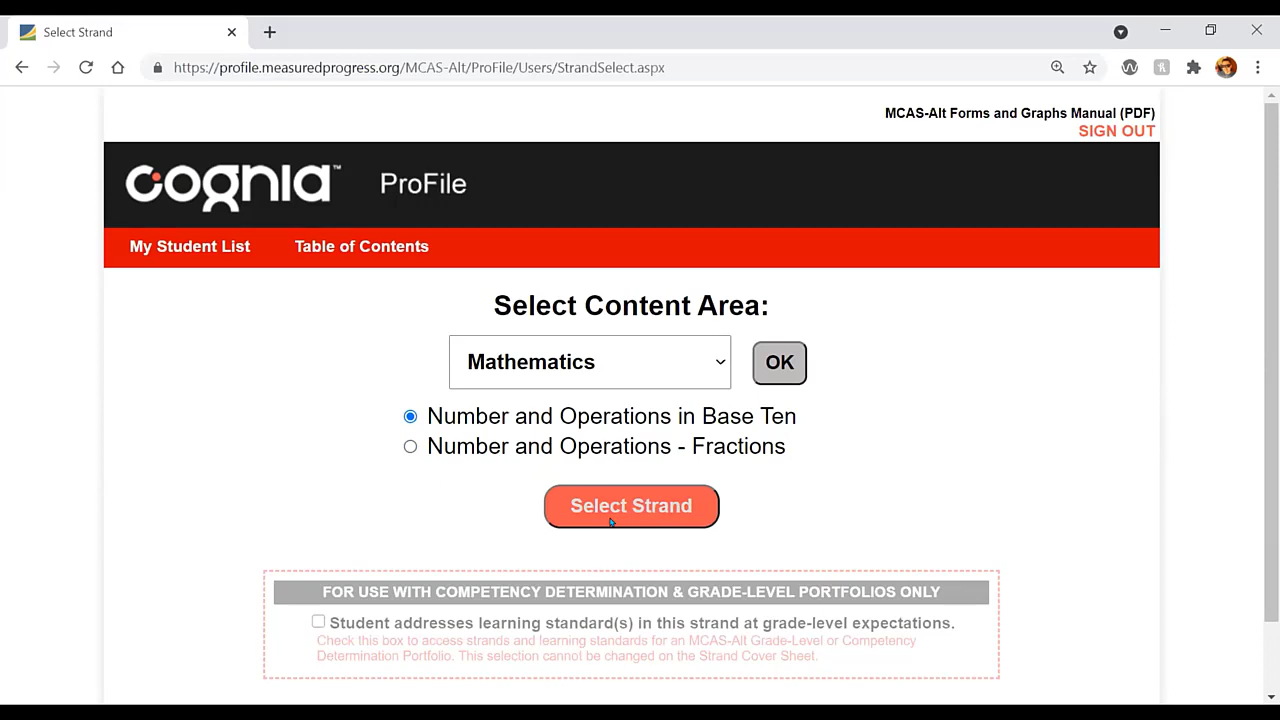 Select Strand
https://profile.measuredprogress.org/MCAS-Alt/ProFile/Users/StrandSelect.aspx
MCAS-Alt Forms and Graphs Manual (PDF)
SIGN OUT
cognia™ ProFile
My Student List Table of Contents
Select Content Area:
Mathematics OK
Number and Operations in Base Ten
Number and Operations - Fractions
Select Strand
FOR USE WITH COMPETENCY DETERMINATION & GRADE-LEVEL PORTFOLIOS ONLY
Student addresses learning standard(s) in this strand at grade-level expectations.
Check this box to access strands and learning standards for an MCAS-Alt Grade-Level or Competency
Determination Portfolio. This selection cannot be changed on the Strand Cover Sheet.